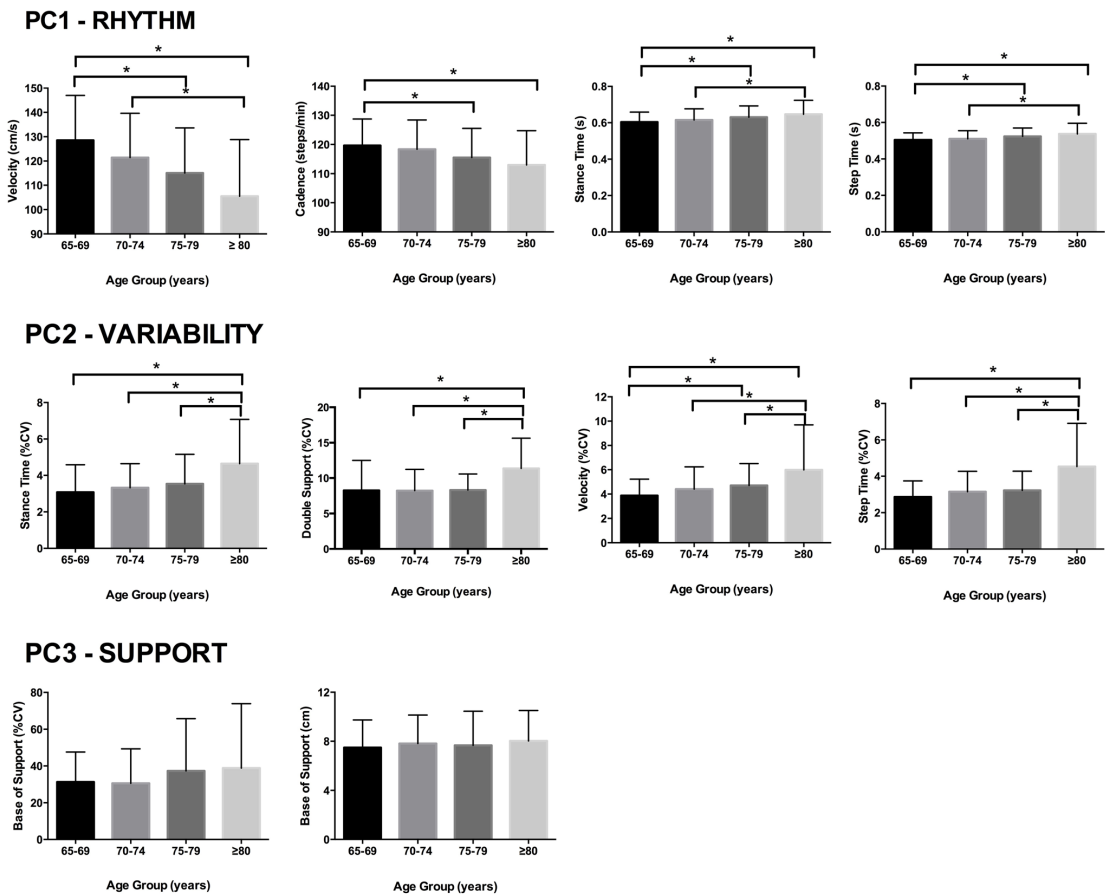 PC1 - RHYTHM
* * *
Velocity (cm/s)
150
140
130
120
110
100
90
65-69 70-74 75-79 ≥ 80
Age Group (years)
* *
Cadence (steps/min)
140
130
120
110
100
90
65-69 70-74 75-79 ≥80
Age Group (years)
* * *
Stance Time (s)
0.8
0.6
0.4
0.2
0.0
65-69 70-74 75-79 ≥80
Age Group (years)
* * *
Step Time (s)
0.8
0.6
0.4
0.2
0.0
65-69 70-74 75-79 ≥80
Age Group (years)
PC2 - VARIABILITY
* * *
Stance Time (%CV)
8
6
4
2
0
65-69 70-74 75-79 ≥80
Age Group (years)
* * *
Double Support (%CV)
20
15
10
5
0
65-69 70-74 75-79 ≥80
Age Group (years)
* * * *
Velocity (%CV)
12
10
8
6
4
2
0
65-69 70-74 75-79 ≥80
Age Group (years)
* * *
Step Time (%CV)
8
6
4
2
0
65-69 70-74 75-79 ≥80
Age Group (years)
PC3 - SUPPORT
Base of Support (%CV)
80
60
40
20
0
65-69 70-74 75-79 ≥80
Age Group (years)
Base of Support (cm)
12
8
4
0
65-69 70-74 75-79 ≥80
Age Group (years)